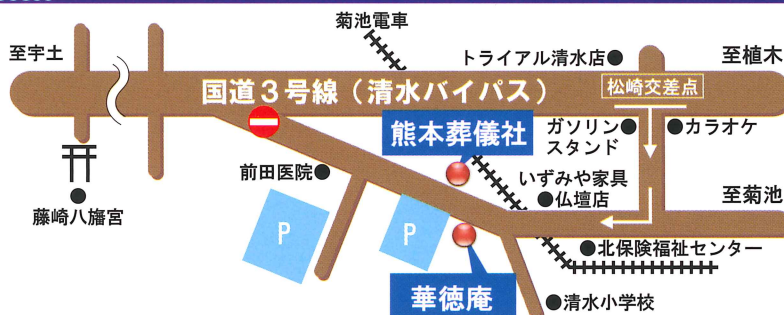 菊池電車
至宇土
トライアル清水店
至植木
国道3号線（清水バイパス）
松崎交差点
熊本葬儀社
ガソリン
スタンド
カラオケ
前田医院
いずみや家具
仏壇店
至菊池
藤崎八旛宮
P
P
北保険福祉センター
華徳庵
清水小学校